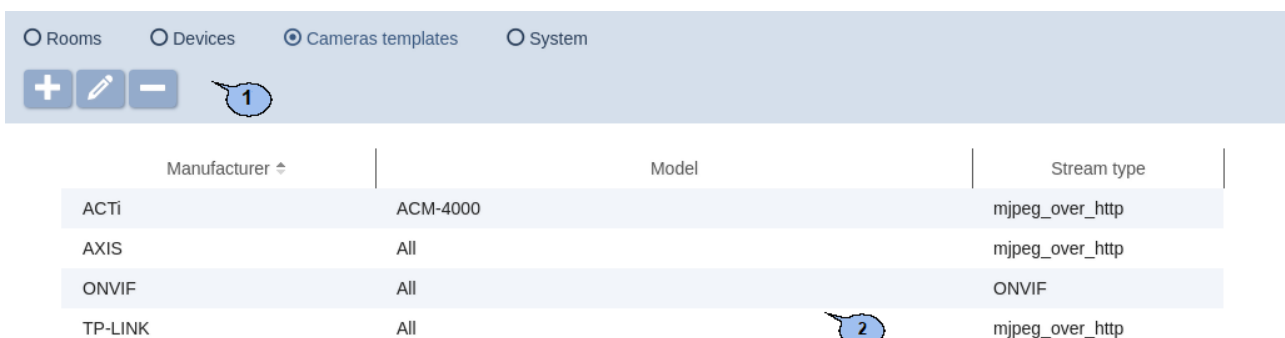 Rooms Devices Cameras templates System
1
Manufacturer Model Stream type
ACTi ACM-4000 mjpeg_over_http
AXIS All mjpeg_over_http
ONVIF All ONVIF
TP-LINK All mjpeg_over_http
2